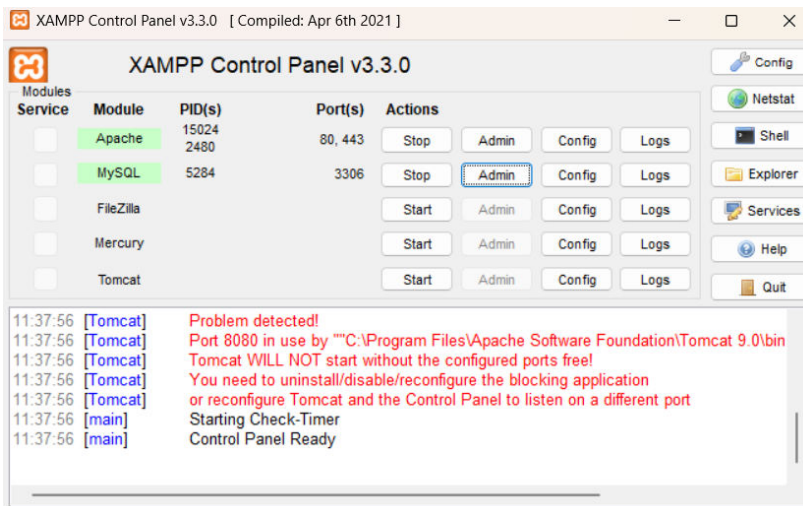 XAMPP Control Panel v3.3.0 [ Compiled: Apr 6th 2021 ]
XAMPP Control Panel v3.3.0
Config
Modules
Service Module PID(s) Port(s) Actions
Netstat
Apache 15024 2480 80, 443 Stop Admin Config Logs
Shell
MySQL 5284 3306 Stop Admin Config Logs
Explorer
FileZilla Start Admin Config Logs
Services
Mercury Start Admin Config Logs
Help
Tomcat Start Admin Config Logs
Quit
11:37:56 [Tomcat] Problem detected!
11:37:56 [Tomcat] Port 8080 in use by ""C:\Program Files\Apache Software Foundation\Tomcat 9.0\bin
11:37:56 [Tomcat] Tomcat WILL NOT start without the configured ports free!
11:37:56 [Tomcat] You need to uninstall/disable/reconfigure the blocking application
11:37:56 [Tomcat] or reconfigure Tomcat and the Control Panel to listen on a different port
11:37:56 [main] Starting Check-Timer
11:37:56 [main] Control Panel Ready